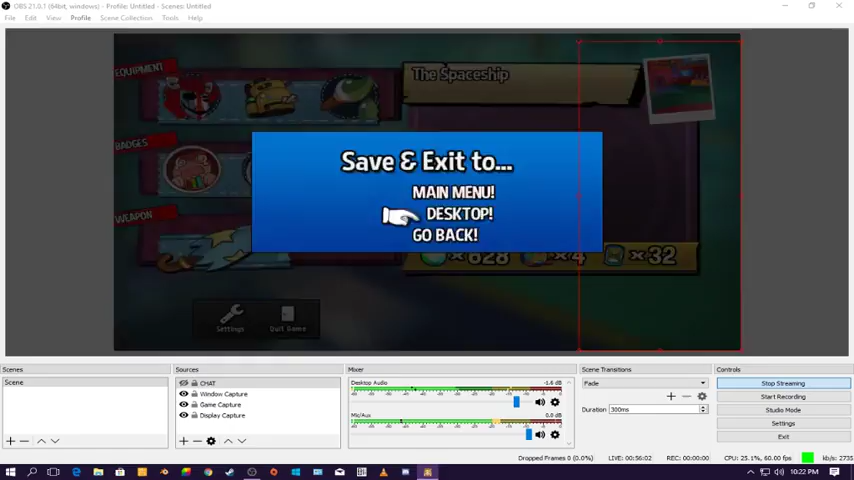 OBS 21.0.1 (64bit, windows) - Profile: Untitled - Scenes: Untitled
File Edit View Profile Scene Collection Tools Help
EQUIPMENT
The Spaceship
BADGES
WEAPON
Save & Exit to...
MAIN MENU!
DESKTOP!
GO BACK!
x628 x4 x32
Settings Quit Game
Scenes Sources Mixer Scene Transitions Controls
Scene
CHAT
Window Capture
Game Capture
Display Capture
Desktop Audio -1.6 dB
Mic/Aux 0.0 dB
Fade
Duration 300ms
Stop Streaming
Start Recording
Studio Mode
Settings
Exit
Dropped Frames 0 (0.0%) LIVE: 00:56:02 REC: 00:00:00 CPU: 25.1%, 60.00 fps kb/s: 2735
10:22 PM